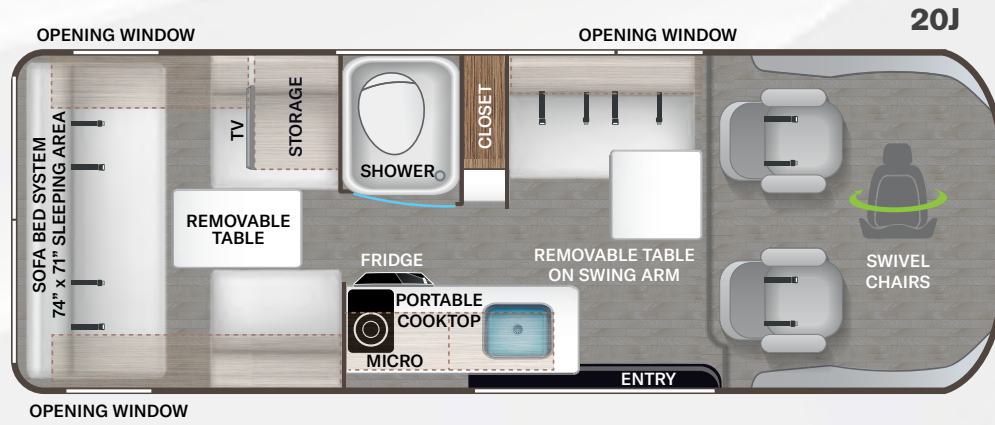 20J
OPENING WINDOW
OPENING WINDOW
SOFA BED SYSTEM
74" x 71" SLEEPING AREA
TV
STORAGE
SHOWER
CLOSET
REMOVABLE
TABLE
FRIDGE
PORTABLE
COOKTOP
MICRO
REMOVABLE TABLE
ON SWING ARM
SWIVEL
CHAIRS
ENTRY
OPENING WINDOW